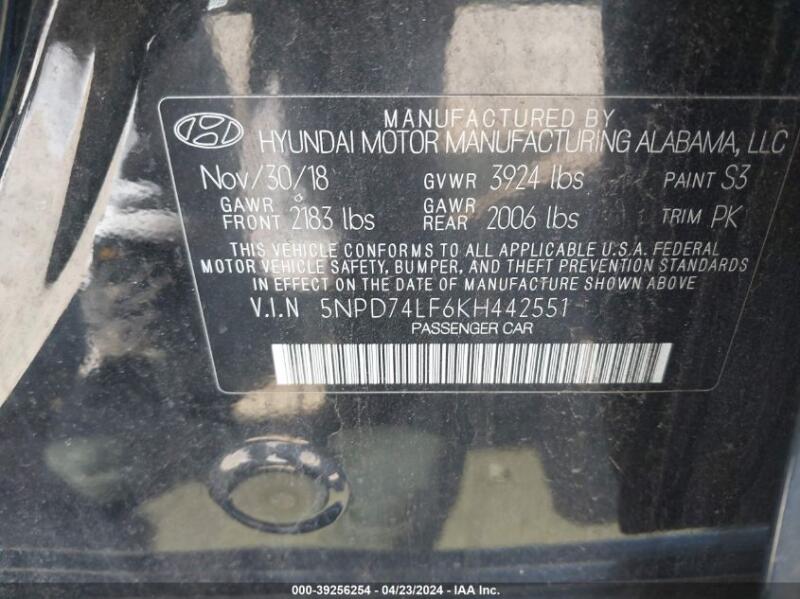 MANUFACTURED BY
HYUNDAI MOTOR MANUFACTURING ALABAMA, LLC
Nov/30/18 GVWR 3924 lbs PAINT S3
GAWR FRONT 2183 lbs GAWR REAR 2006 lbs TRIM PK
THIS VEHICLE CONFORMS TO ALL APPLICABLE U.S.A. FEDERAL
MOTOR VEHICLE SAFETY, BUMPER, AND THEFT PREVENTION STANDARDS
IN EFFECT ON THE DATE OF MANUFACTURE SHOWN ABOVE
V.I.N 5NPD74LF6KH442551
PASSENGER CAR
000-39256254 - 04/23/2024 - IAA Inc.